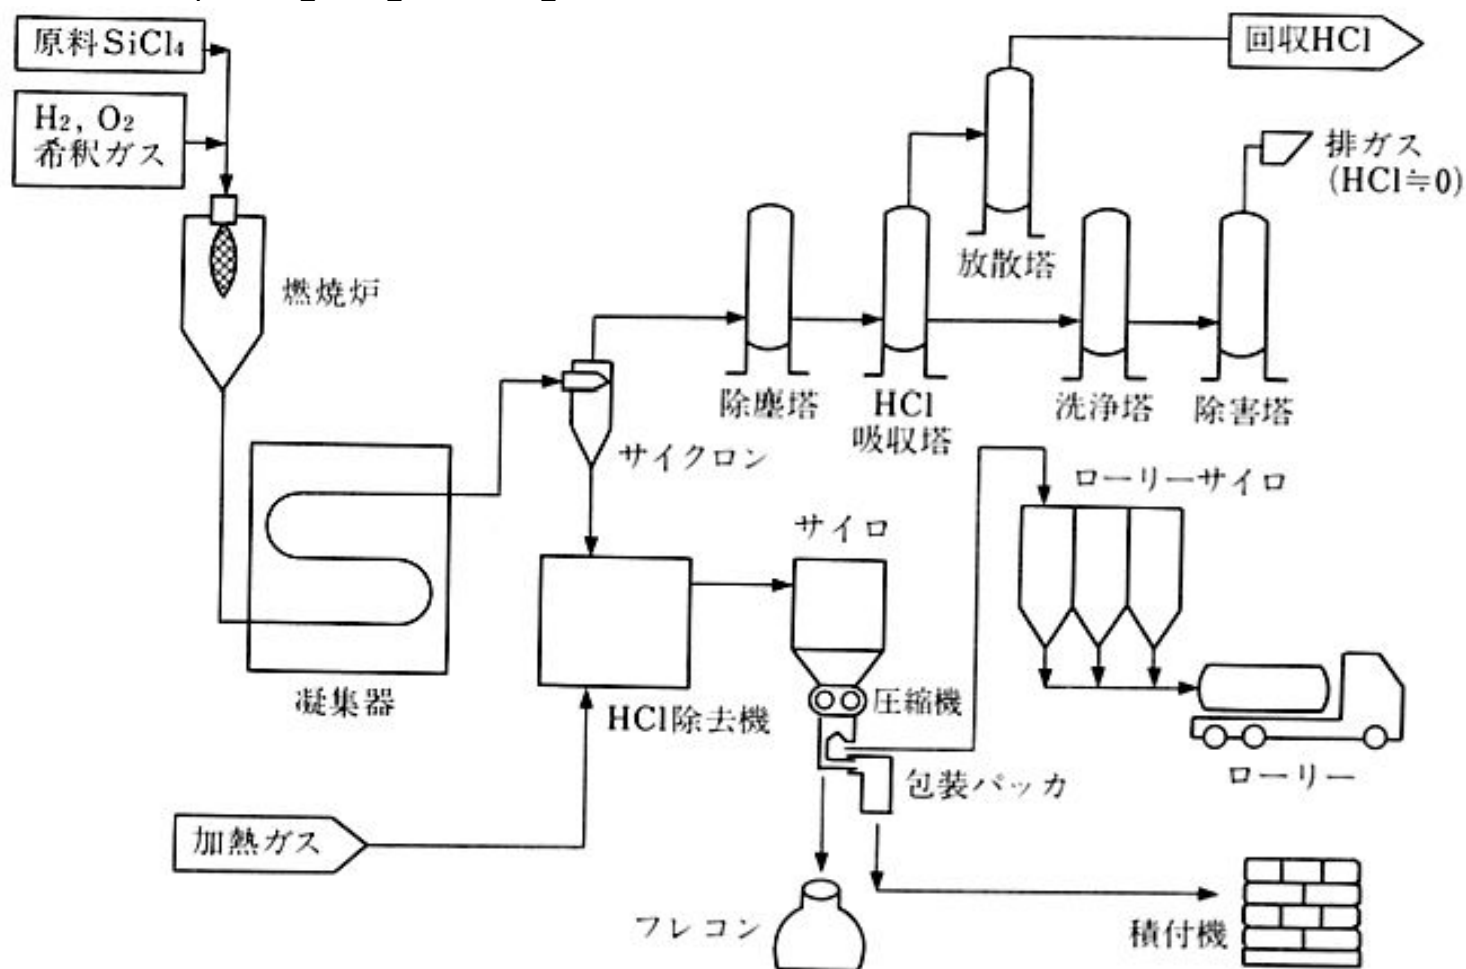 原料SiCl4
回収HCl
H2, O2
希釈ガス
排ガス
(HCl≒0)
放散塔
燃焼炉
除塵塔
HCl
吸収塔
洗浄塔
除害塔
サイクロン
ローリーサイロ
サイロ
凝集器
HCl除去機
圧縮機
包装パッカ
ローリー
加熱ガス
フレコン
積付機